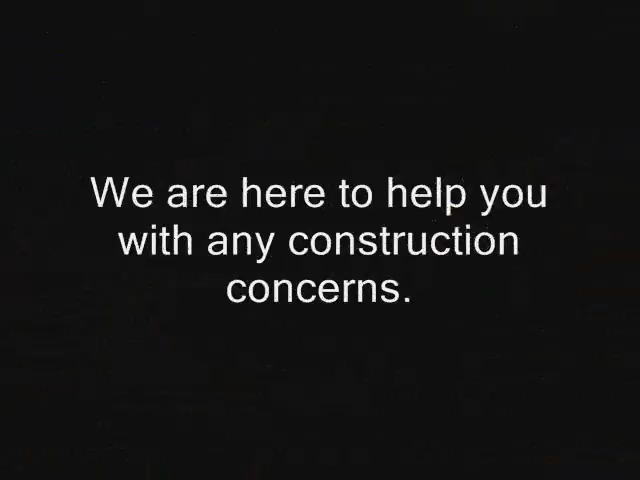 We are here to help you
with any construction
concerns.